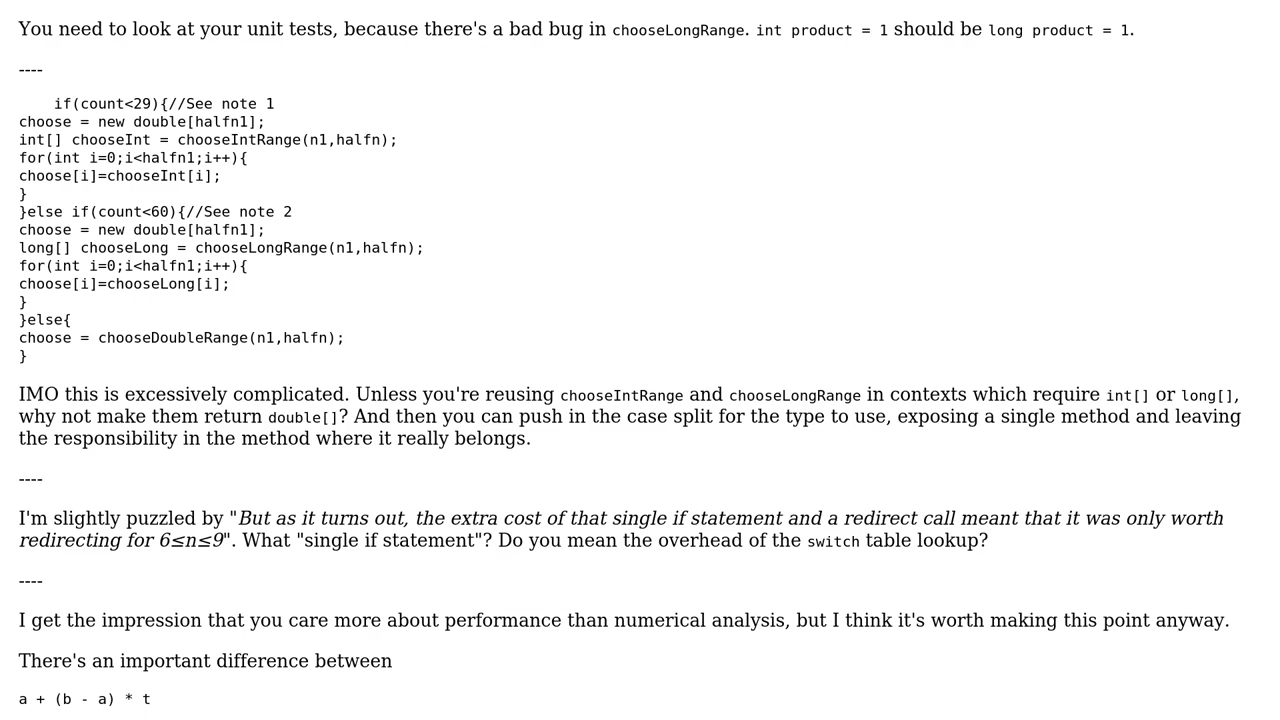 You need to look at your unit tests, because there's a bad bug in chooseLongRange. int product = 1 should be long product = 1.
----
    if(count<29){//See note 1
choose = new double[halfn1];
int[] chooseInt = chooseIntRange(n1,halfn);
for(int i=0;i<halfn1;i++){
choose[i]=chooseInt[i];
}
}else if(count<60){//See note 2
choose = new double[halfn1];
long[] chooseLong = chooseLongRange(n1,halfn);
for(int i=0;i<halfn1;i++){
choose[i]=chooseLong[i];
}
}else{
choose = chooseDoubleRange(n1,halfn);
}
IMO this is excessively complicated. Unless you're reusing chooseIntRange and chooseLongRange in contexts which require int[] or long[],
why not make them return double[]? And then you can push in the case split for the type to use, exposing a single method and leaving
the responsibility in the method where it really belongs.
----
I'm slightly puzzled by "But as it turns out, the extra cost of that single if statement and a redirect call meant that it was only worth
redirecting for 6≤n≤9". What "single if statement"? Do you mean the overhead of the switch table lookup?
----
I get the impression that you care more about performance than numerical analysis, but I think it's worth making this point anyway.
There's an important difference between
a + (b - a) * t